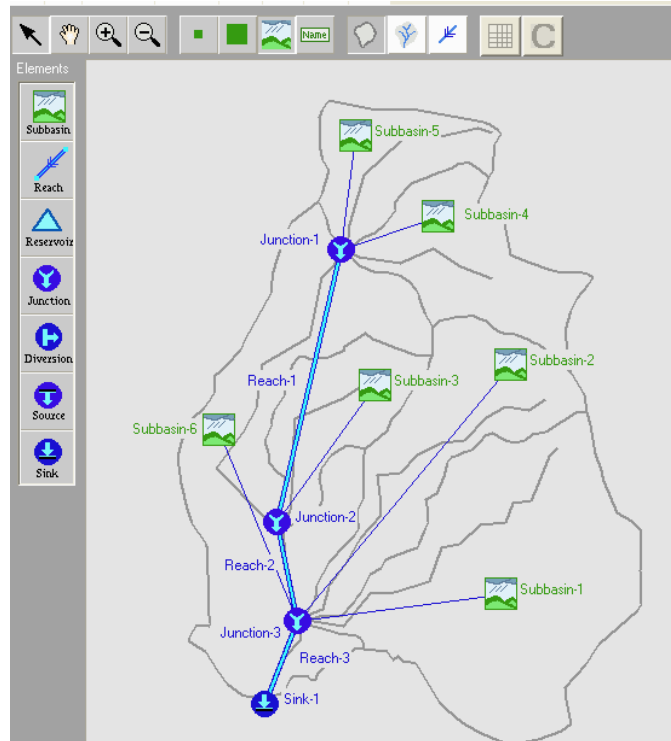 Name
C
Elements
Subbasin
Reach
Reservoir
Junction
Diversion
Source
Sink
Subbasin-5
Subbasin-4
Junction-1
Subbasin-2
Reach-1
Subbasin-3
Subbasin-6
Junction-2
Reach-2
Subbasin-1
Junction-3
Reach-3
Sink-1